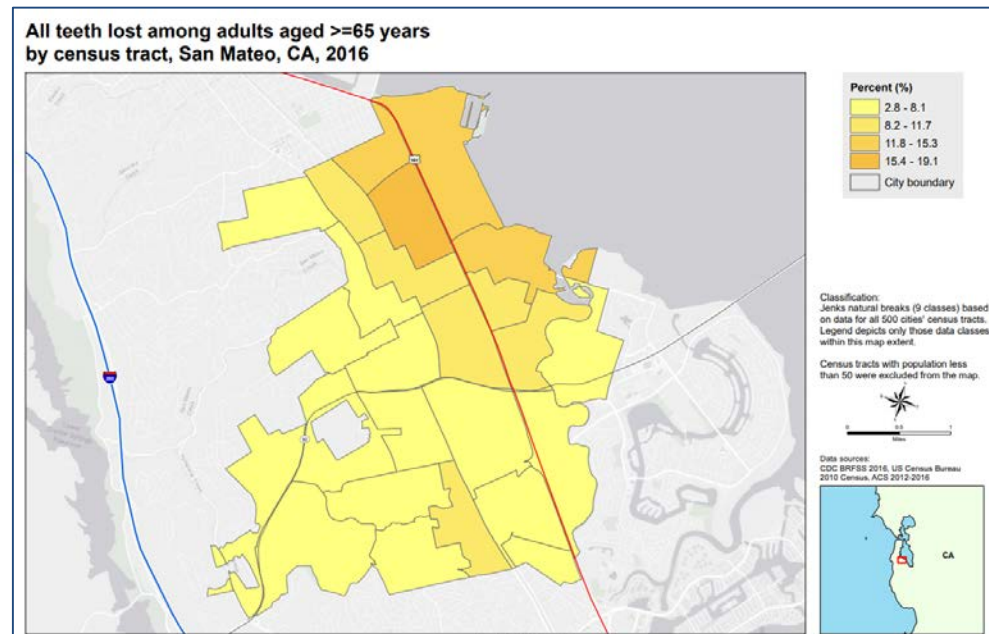 All teeth lost among adults aged >=65 years
by census tract, San Mateo, CA, 2016
Percent (%)
2.8 - 8.1
8.2 - 11.7
11.8 - 15.3
15.4 - 19.1
City boundary
Classification:
Jenks natural breaks (9 classes) based
on data for all 500 cities' census tracts.
Legend depicts only those data classes
within this map extent.
Census tracts with population less
than 50 were excluded from the map.
0 0.5 1
Miles
Data sources:
CDC BRFSS 2016, US Census Bureau
2010 Census, ACS 2012-2016
CA